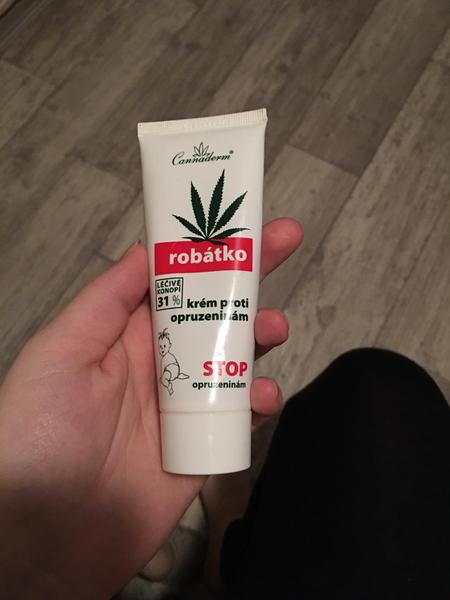 Cannaderm®
robátko
LÉČIVÉ
KONOPÍ
31 %
krém proti
opruzeninám
STOP
opruzeninám